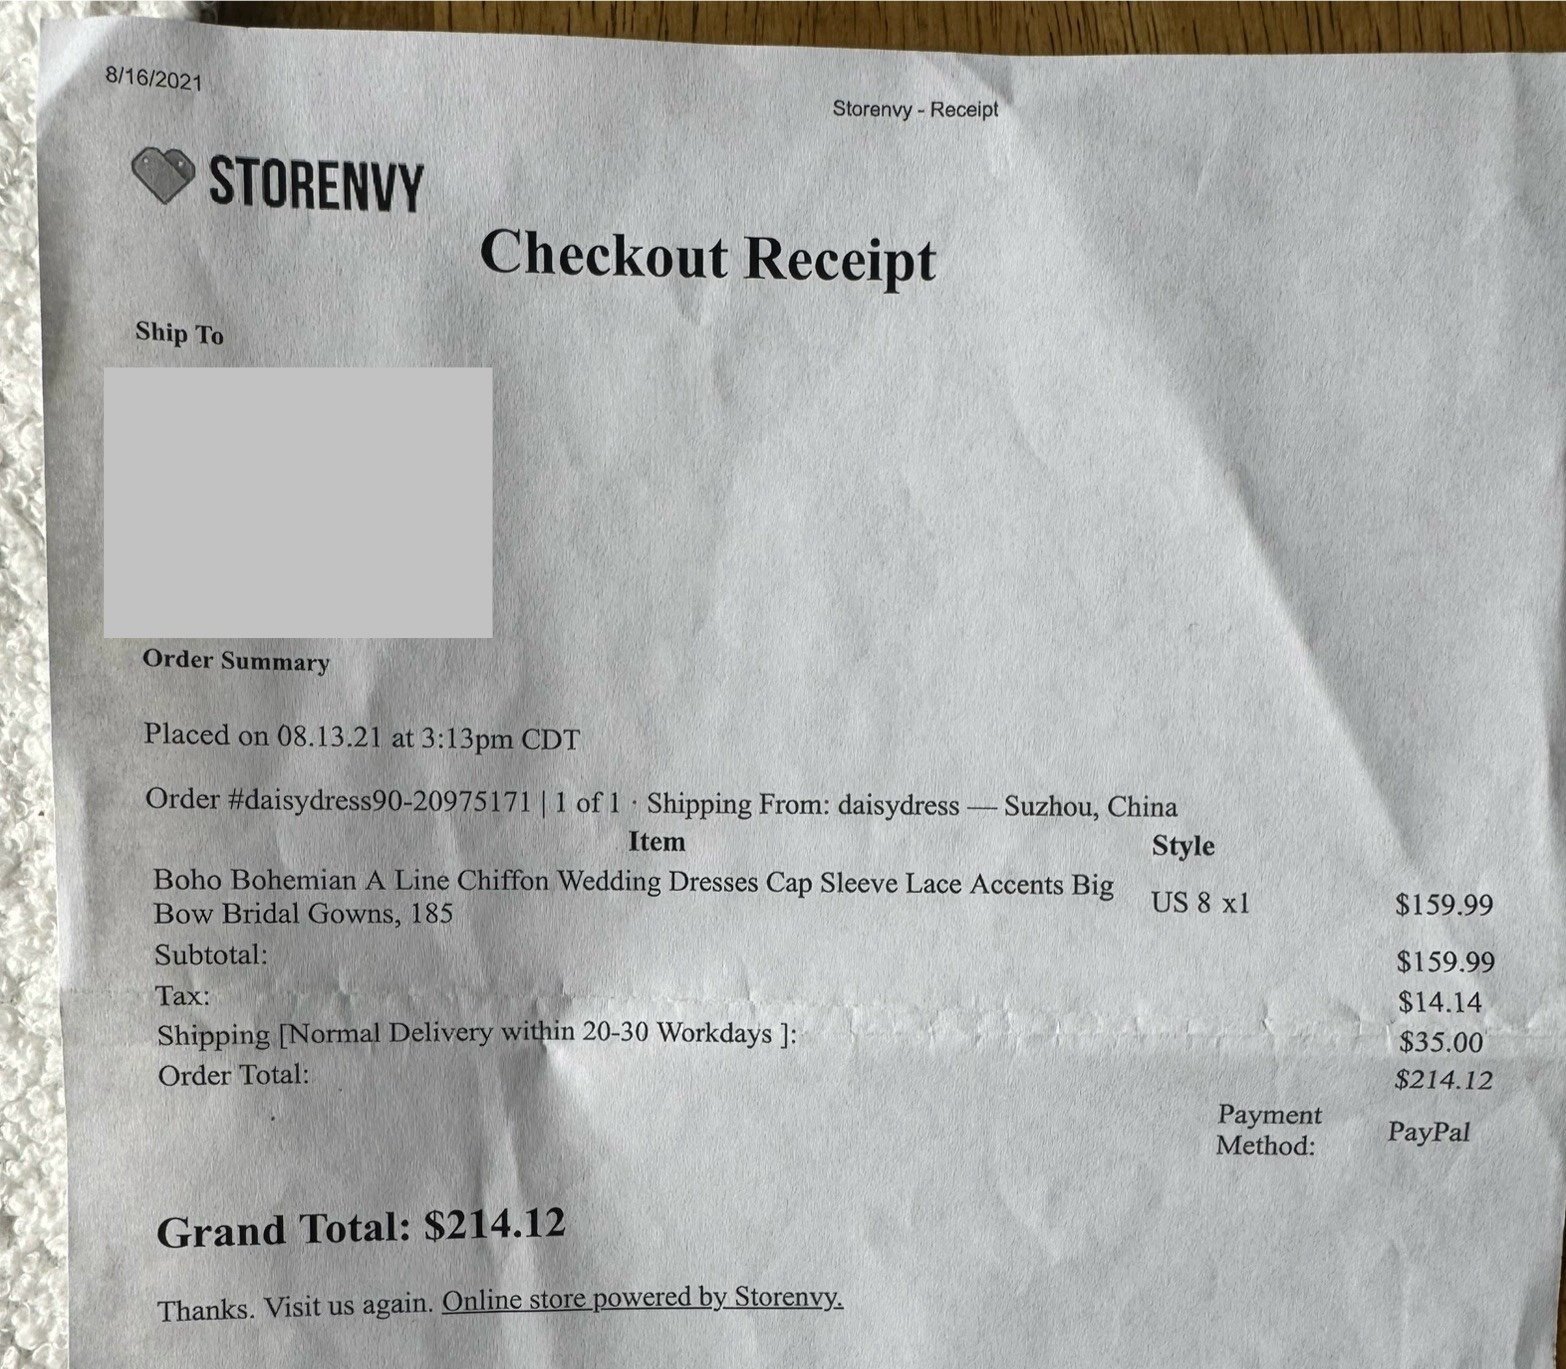 8/16/2021
Storenvy - Receipt
STORENVY
Checkout Receipt
Ship To
Order Summary
Placed on 08.13.21 at 3:13pm CDT
Order #daisydress90-20975171 | 1 of 1 · Shipping From: daisydress — Suzhou, China
Item Style
Boho Bohemian A Line Chiffon Wedding Dresses Cap Sleeve Lace Accents Big
Bow Bridal Gowns, 185 US 8 x1 $159.99
Subtotal: $159.99
Tax: $14.14
Shipping [Normal Delivery within 20-30 Workdays ]: $35.00
Order Total: $214.12
Payment
Method: PayPal
Grand Total: $214.12
Thanks. Visit us again. Online store powered by Storenvy.